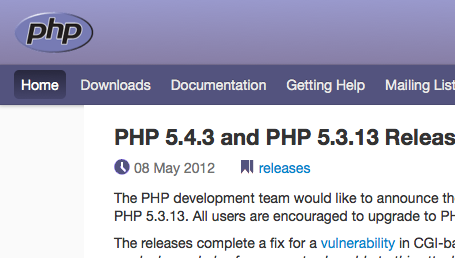 php
Home Downloads Documentation Getting Help Mailing List
PHP 5.4.3 and PHP 5.3.13 Releas
08 May 2012 releases
The PHP development team would like to announce the
PHP 5.3.13. All users are encouraged to upgrade to PH
The releases complete a fix for a vulnerability in CGI-ba